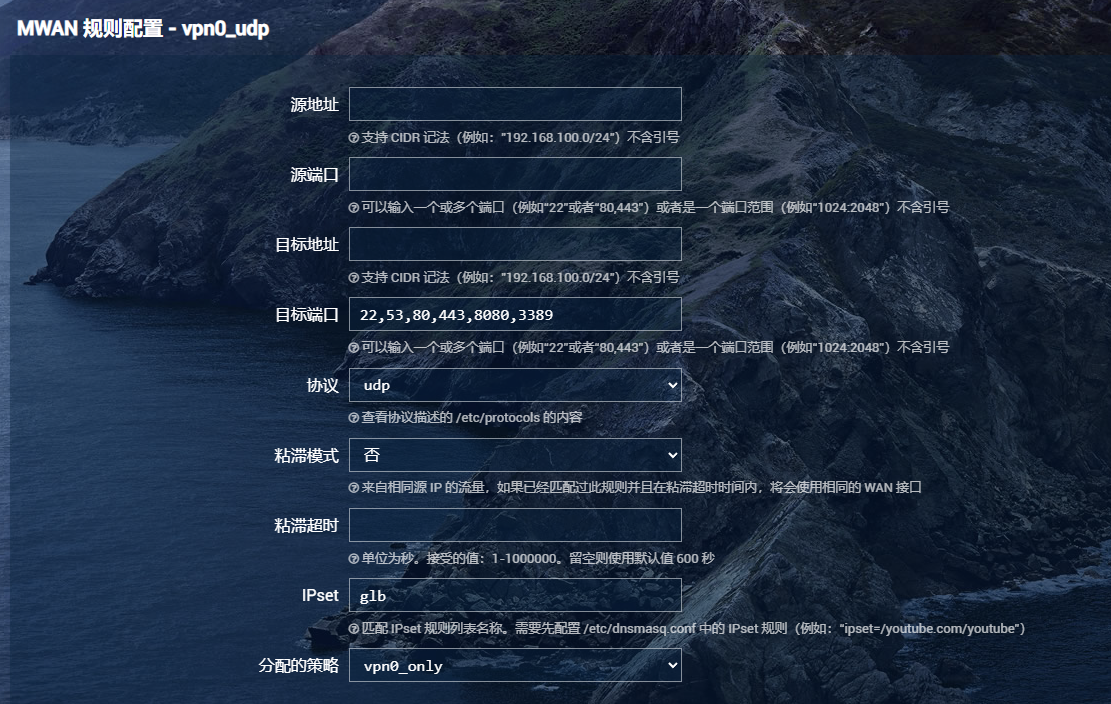 MWAN 规则配置 - vpn0_udp
源地址
支持 CIDR 记法（例如："192.168.100.0/24"）不含引号
源端口
可以输入一个或多个端口（例如"22"或者"80,443"）或者是一个端口范围（例如"1024:2048"）不含引号
目标地址
支持 CIDR 记法（例如："192.168.100.0/24"）不含引号
目标端口 22,53,80,443,8080,3389
可以输入一个或多个端口（例如"22"或者"80,443"）或者是一个端口范围（例如"1024:2048"）不含引号
协议 udp
查看协议描述的 /etc/protocols 的内容
粘滞模式 否
来自相同源 IP 的流量，如果已经匹配过此规则并且在粘滞超时时间内，将会使用相同的 WAN 接口
粘滞超时
单位为秒。接受的值：1-1000000。留空则使用默认值 600 秒
IPset glb
匹配 IPset 规则列表名称。需要先配置 /etc/dnsmasq.conf 中的 IPset 规则（例如："ipset=/youtube.com/youtube"）
分配的策略 vpn0_only